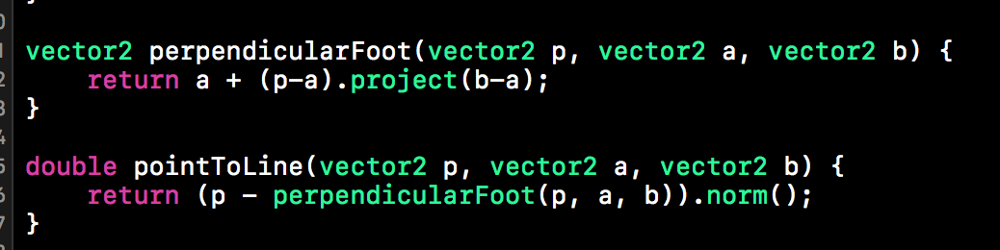 vector2 perpendicularFoot(vector2 p, vector2 a, vector2 b) {
    return a + (p-a).project(b-a);
}

double pointToLine(vector2 p, vector2 a, vector2 b) {
    return (p - perpendicularFoot(p, a, b)).norm();
}